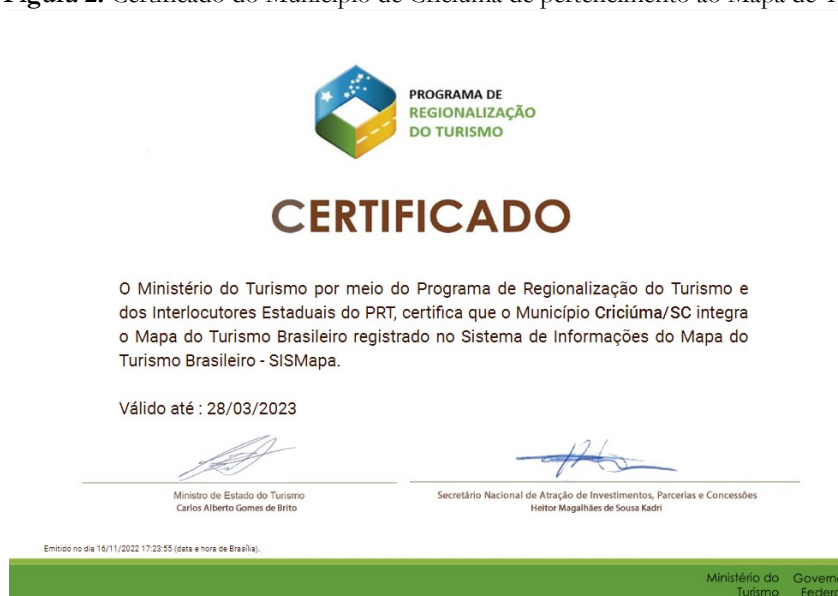 Figura 2. Certificado do Município de Criciúma de pertencimento ao Mapa de
PROGRAMA DE
REGIONALIZAÇÃO
DO TURISMO
CERTIFICADO
O Ministério do Turismo por meio do Programa de Regionalização do Turismo e
dos Interlocutores Estaduais do PRT, certifica que o Município Criciúma/SC integra
o Mapa do Turismo Brasileiro registrado no Sistema de Informações do Mapa do
Turismo Brasileiro - SISMapa.
Válido até : 28/03/2023
Ministro de Estado do Turismo
Carlos Alberto Gomes de Brito
Secretário Nacional de Atração de Investimentos, Parcerias e Concessões
Heitor Magalhães de Sousa Kadri
Emitido no dia 16/11/2022 17:23:55 (data e hora de Brasília).
Ministério do
Turismo
Govern
Feder